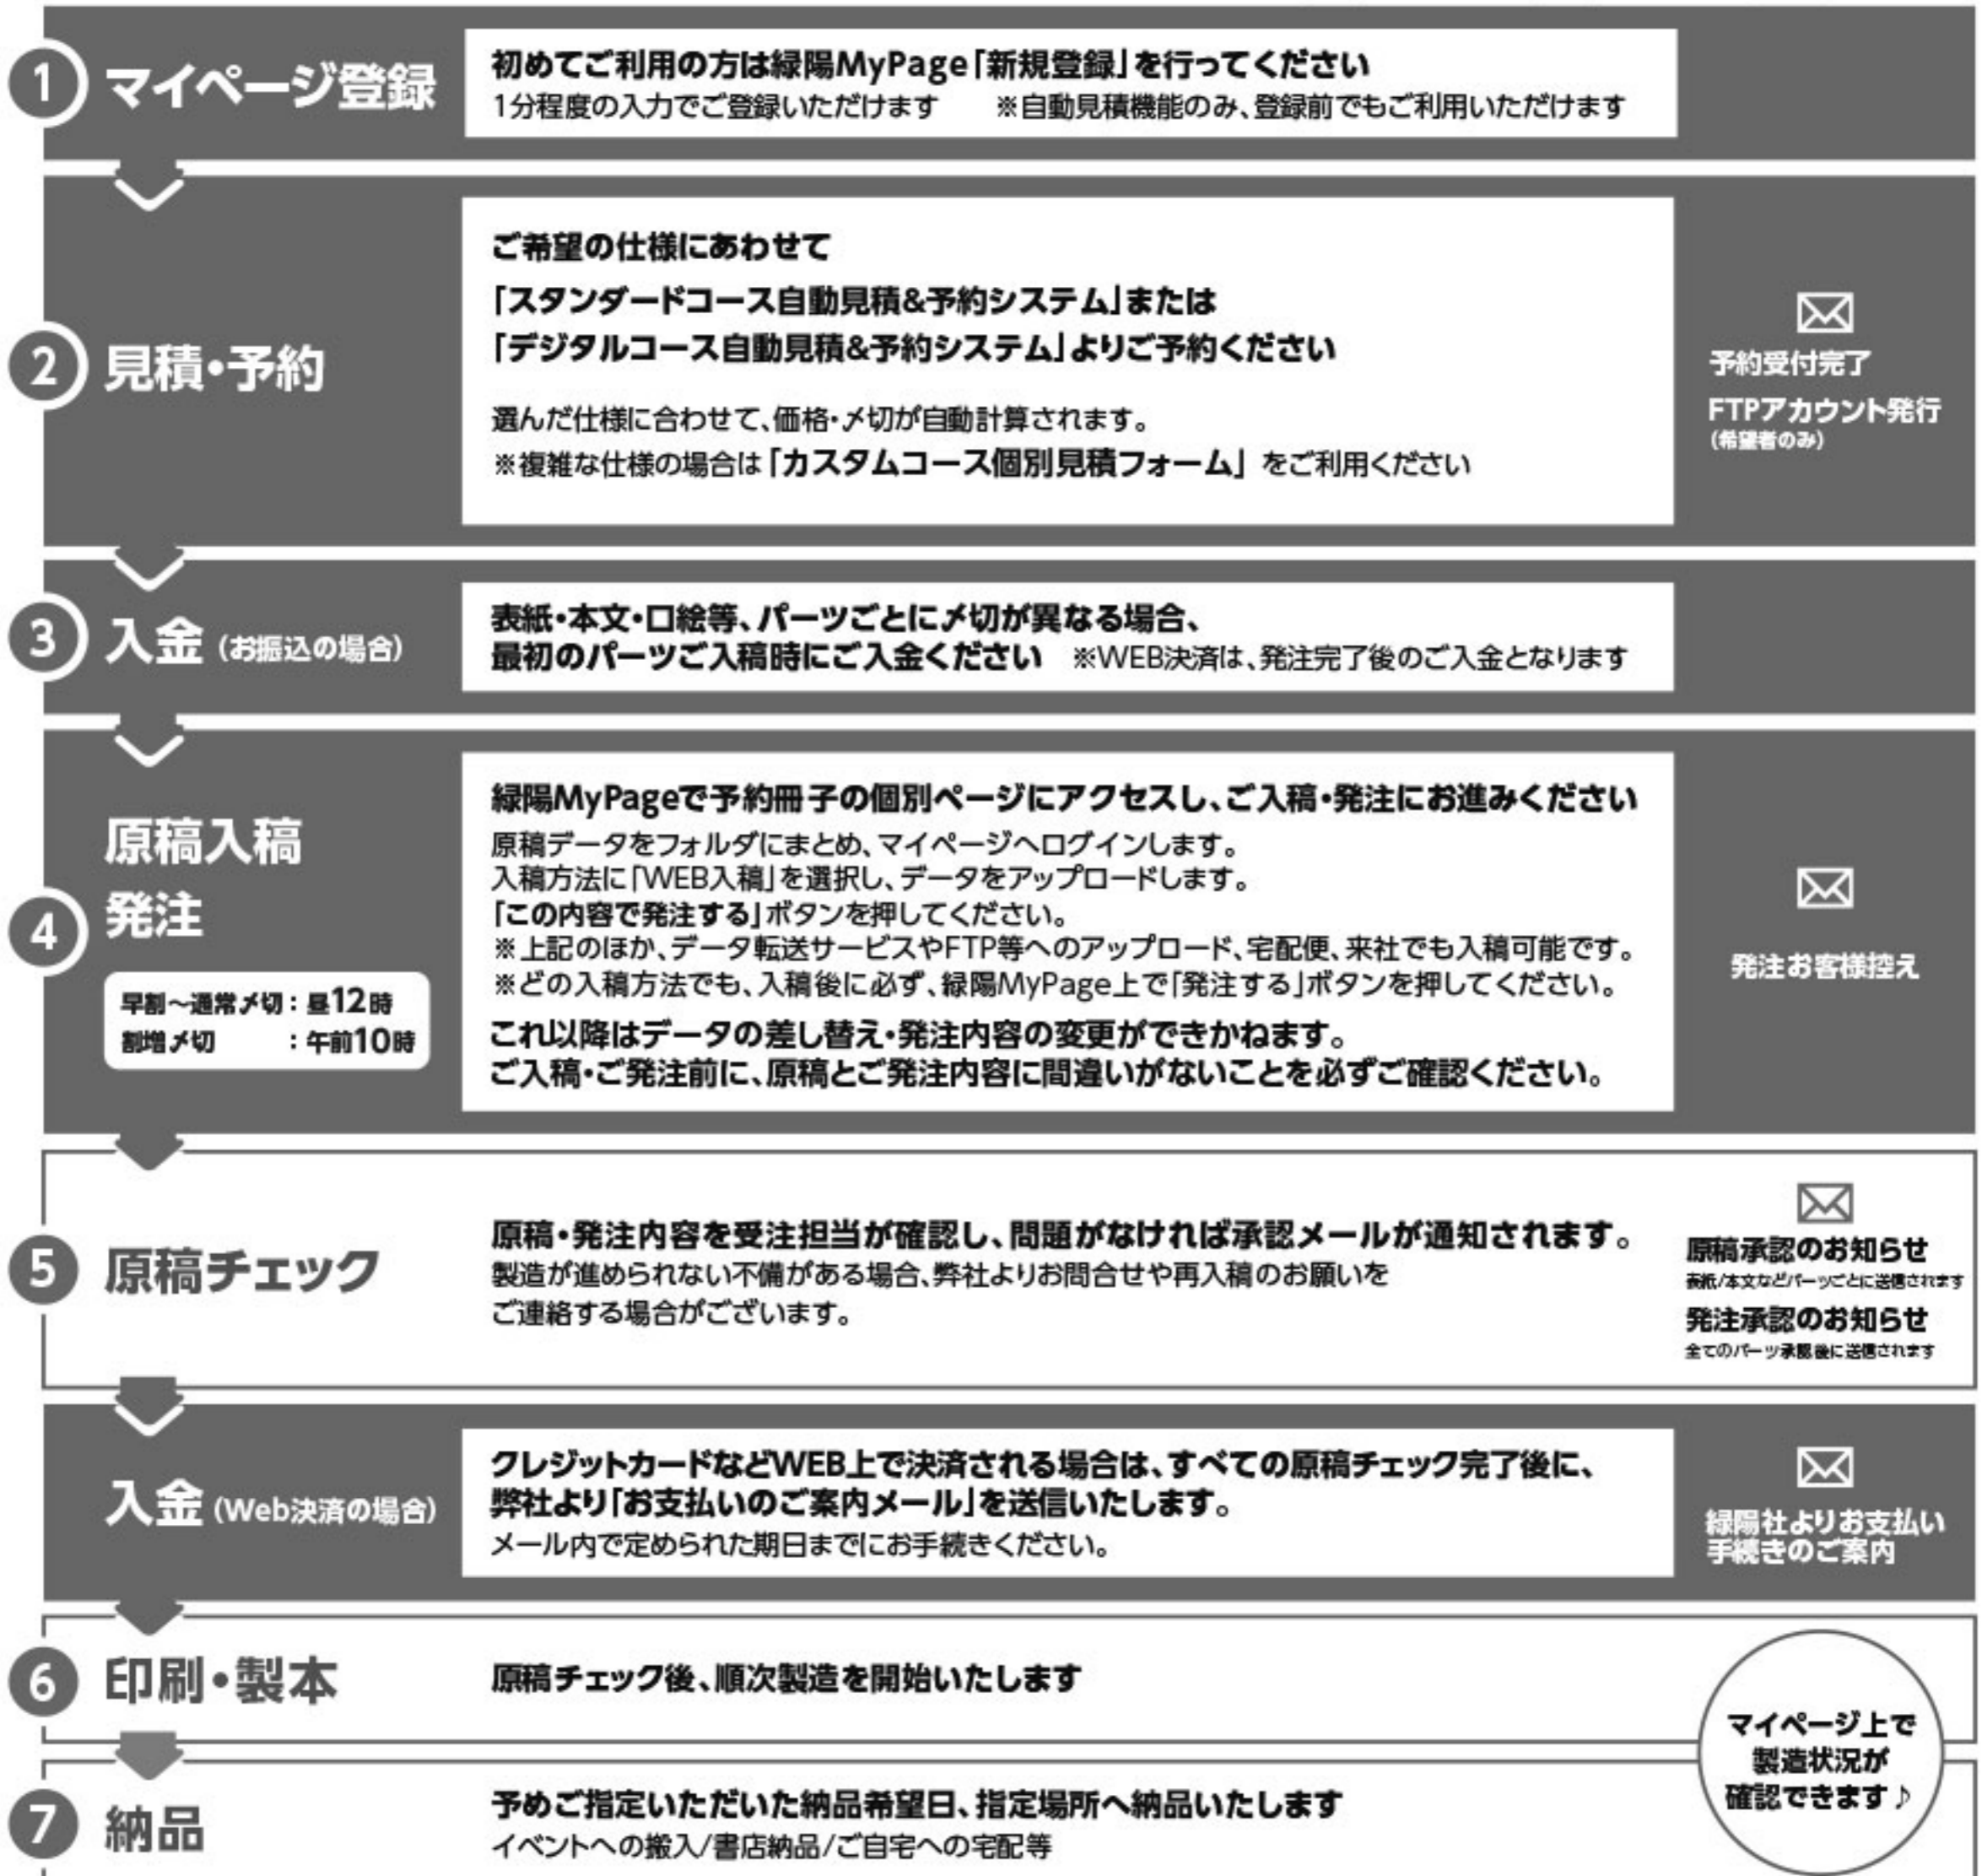 1 マイページ登録
初めてご利用の方は緑陽MyPage「新規登録」を行ってください
1分程度の入力でご登録いただけます　※自動見積機能のみ、登録前でもご利用いただけます
2 見積・予約
ご希望の仕様にあわせて
「スタンダードコース自動見積&予約システム」または
「デジタルコース自動見積&予約システム」よりご予約ください
選んだ仕様に合わせて、価格・〆切が自動計算されます。
※複雑な仕様の場合は「カスタムコース個別見積フォーム」をご利用ください
予約受付完了
FTPアカウント発行
(希望者のみ)
3 入金(お振込の場合)
表紙・本文・口絵等、パーツごとに〆切が異なる場合、
最初のパーツご入稿時にご入金ください　※WEB決済は、発注完了後のご入金となります
4 原稿入稿
発注
早割～通常〆切：昼12時
割増〆切　　：午前10時
緑陽MyPageで予約冊子の個別ページにアクセスし、ご入稿・発注にお進みください
原稿データをフォルダにまとめ、マイページへログインします。
入稿方法に「WEB入稿」を選択し、データをアップロードします。
「この内容で発注する」ボタンを押してください。
※上記のほか、データ転送サービスやFTP等へのアップロード、宅配便、来社でも入稿可能です。
※どの入稿方法でも、入稿後に必ず、緑陽MyPage上で「発注する」ボタンを押してください。
これ以降はデータの差し替え・発注内容の変更ができかねます。
ご入稿・ご発注前に、原稿とご発注内容に間違いがないことを必ずご確認ください。
発注お客様控え
5 原稿チェック
原稿・発注内容を受注担当が確認し、問題がなければ承認メールが通知されます。
製造が進められない不備がある場合、弊社よりお問合せや再入稿のお願いを
ご連絡する場合がございます。
原稿承認のお知らせ
表紙/本文などパーツごとに送信されます
発注承認のお知らせ
全てのパーツ承認後に送信されます
入金(Web決済の場合)
クレジットカードなどWEB上で決済される場合は、すべての原稿チェック完了後に、
弊社より「お支払いのご案内メール」を送信いたします。
メール内で定められた期日までにお手続きください。
緑陽社よりお支払い
手続きのご案内
6 印刷・製本
原稿チェック後、順次製造を開始いたします
マイページ上で
製造状況が
確認できます♪
7 納品
予めご指定いただいた納品希望日、指定場所へ納品いたします
イベントへの搬入/書店納品/ご自宅への宅配等